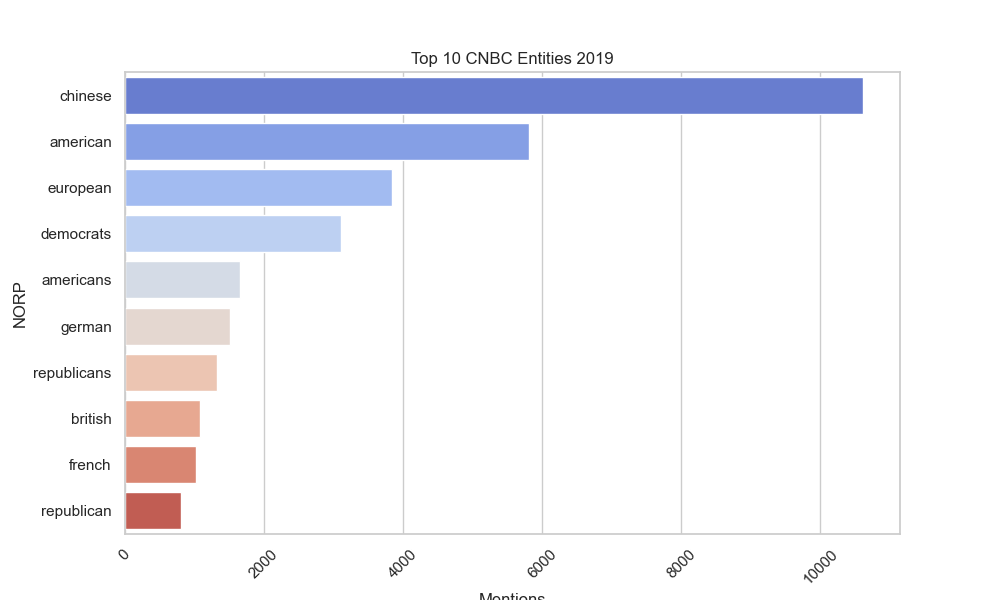 Top 10 CNBC Entities 2019
NORP
chinese
american
european
democrats
americans
german
republicans
british
french
republican
0
2000
4000
6000
8000
10000
Mentions